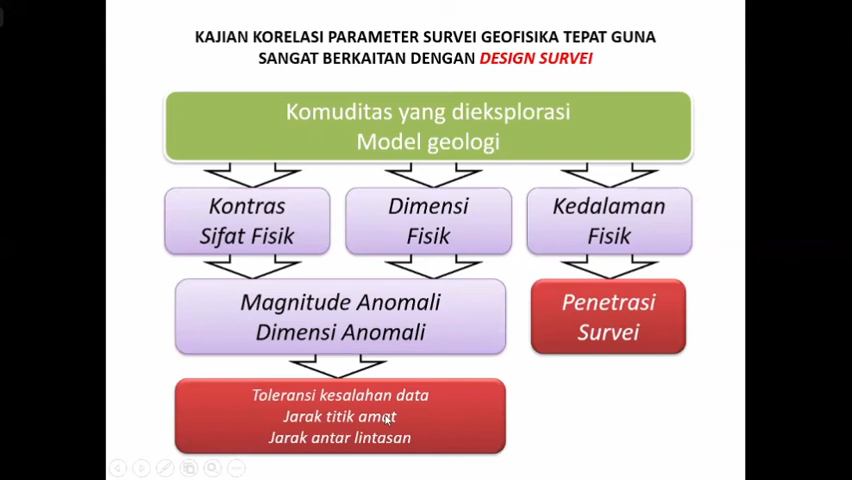 KAJIAN KORELASI PARAMETER SURVEI GEOFISIKA TEPAT GUNA
SANGAT BERKAITAN DENGAN DESIGN SURVEI
Komuditas yang dieksplorasi
Model geologi
Kontras
Sifat Fisik
Dimensi
Fisik
Kedalaman
Fisik
Magnitude Anomali
Dimensi Anomali
Penetrasi
Survei
Toleransi kesalahan data
Jarak titik amat
Jarak antar lintasan